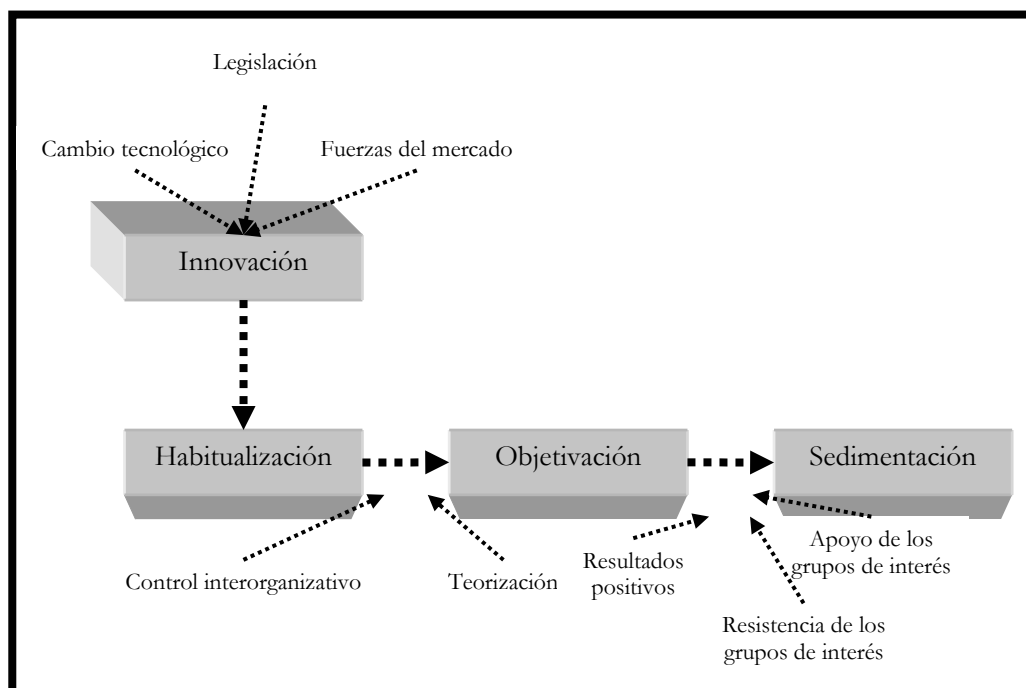 Legislación
Cambio tecnológico
Fuerzas del mercado
Innovación
Habitualización
Objetivación
Sedimentación
Control interorganizativo
Teorización
Resultados
positivos
Apoyo de los
grupos de interés
Resistencia de los
grupos de interés